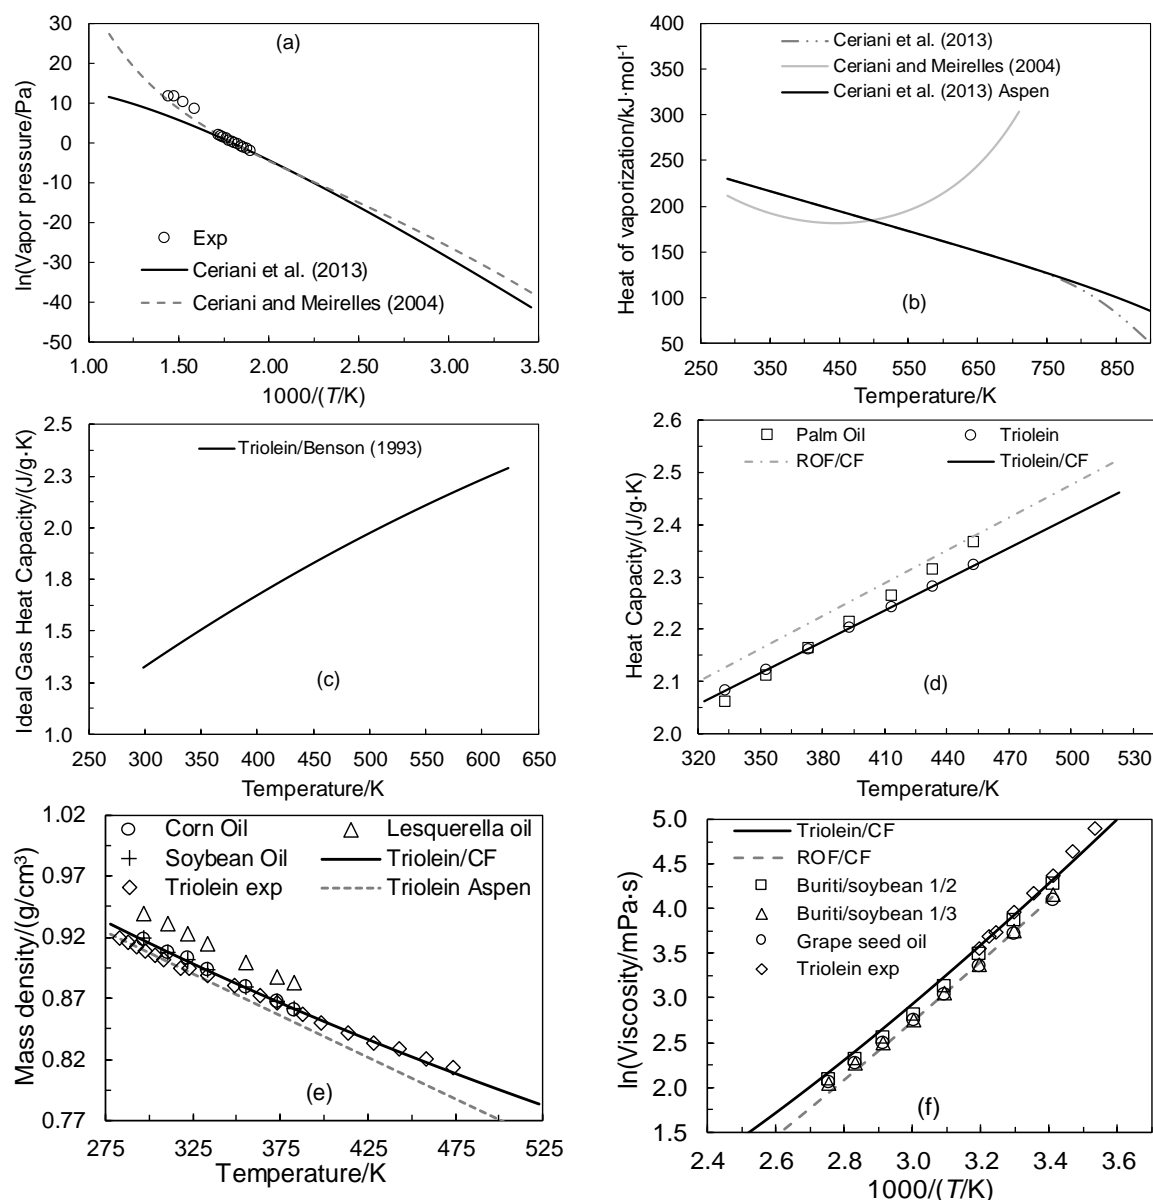 (a)
ln(Vapor pressure/Pa)
30
20
10
0
-10
-20
-30
-40
-50
Exp
Ceriani et al. (2013)
Ceriani and Meirelles (2004)
1.00 1.50 2.00 2.50 3.00 3.50
1000/(T/K)
Heat of vaporization/kJ·mol-1
400
350
300
250
200
150
100
50
Ceriani et al. (2013)
Ceriani and Meirelles (2004)
Ceriani et al. (2013) Aspen
(b)
250 350 450 550 650 750 850
Temperature/K
Ideal Gas Heat Capacity/(J/g·K)
2.5
2.3
2.0
1.8
1.5
1.3
1.0
Triolein/Benson (1993)
(c)
250 300 350 400 450 500 550 600 650
Temperature/K
Heat Capacity/(J/g·K)
2.6
2.5
2.4
2.3
2.2
2.1
2.0
Palm Oil Triolein
ROF/CF Triolein/CF
(d)
320 350 380 410 440 470 500 530
Temperature/K
Mass density/(g/cm3)
1.02
0.97
0.92
0.87
0.82
0.77
Corn Oil Lesquerella oil
Soybean Oil Triolein/CF
Triolein exp Triolein Aspen
(e)
275 325 375 425 475 525
Temperature/K
ln(Viscosity/mPa·s)
5.0
4.5
4.0
3.5
3.0
2.5
2.0
1.5
Triolein/CF
ROF/CF
Buriti/soybean 1/2
Buriti/soybean 1/3
Grape seed oil
Triolein exp
(f)
2.4 2.6 2.8 3.0 3.2 3.4 3.6
1000/(T/K)